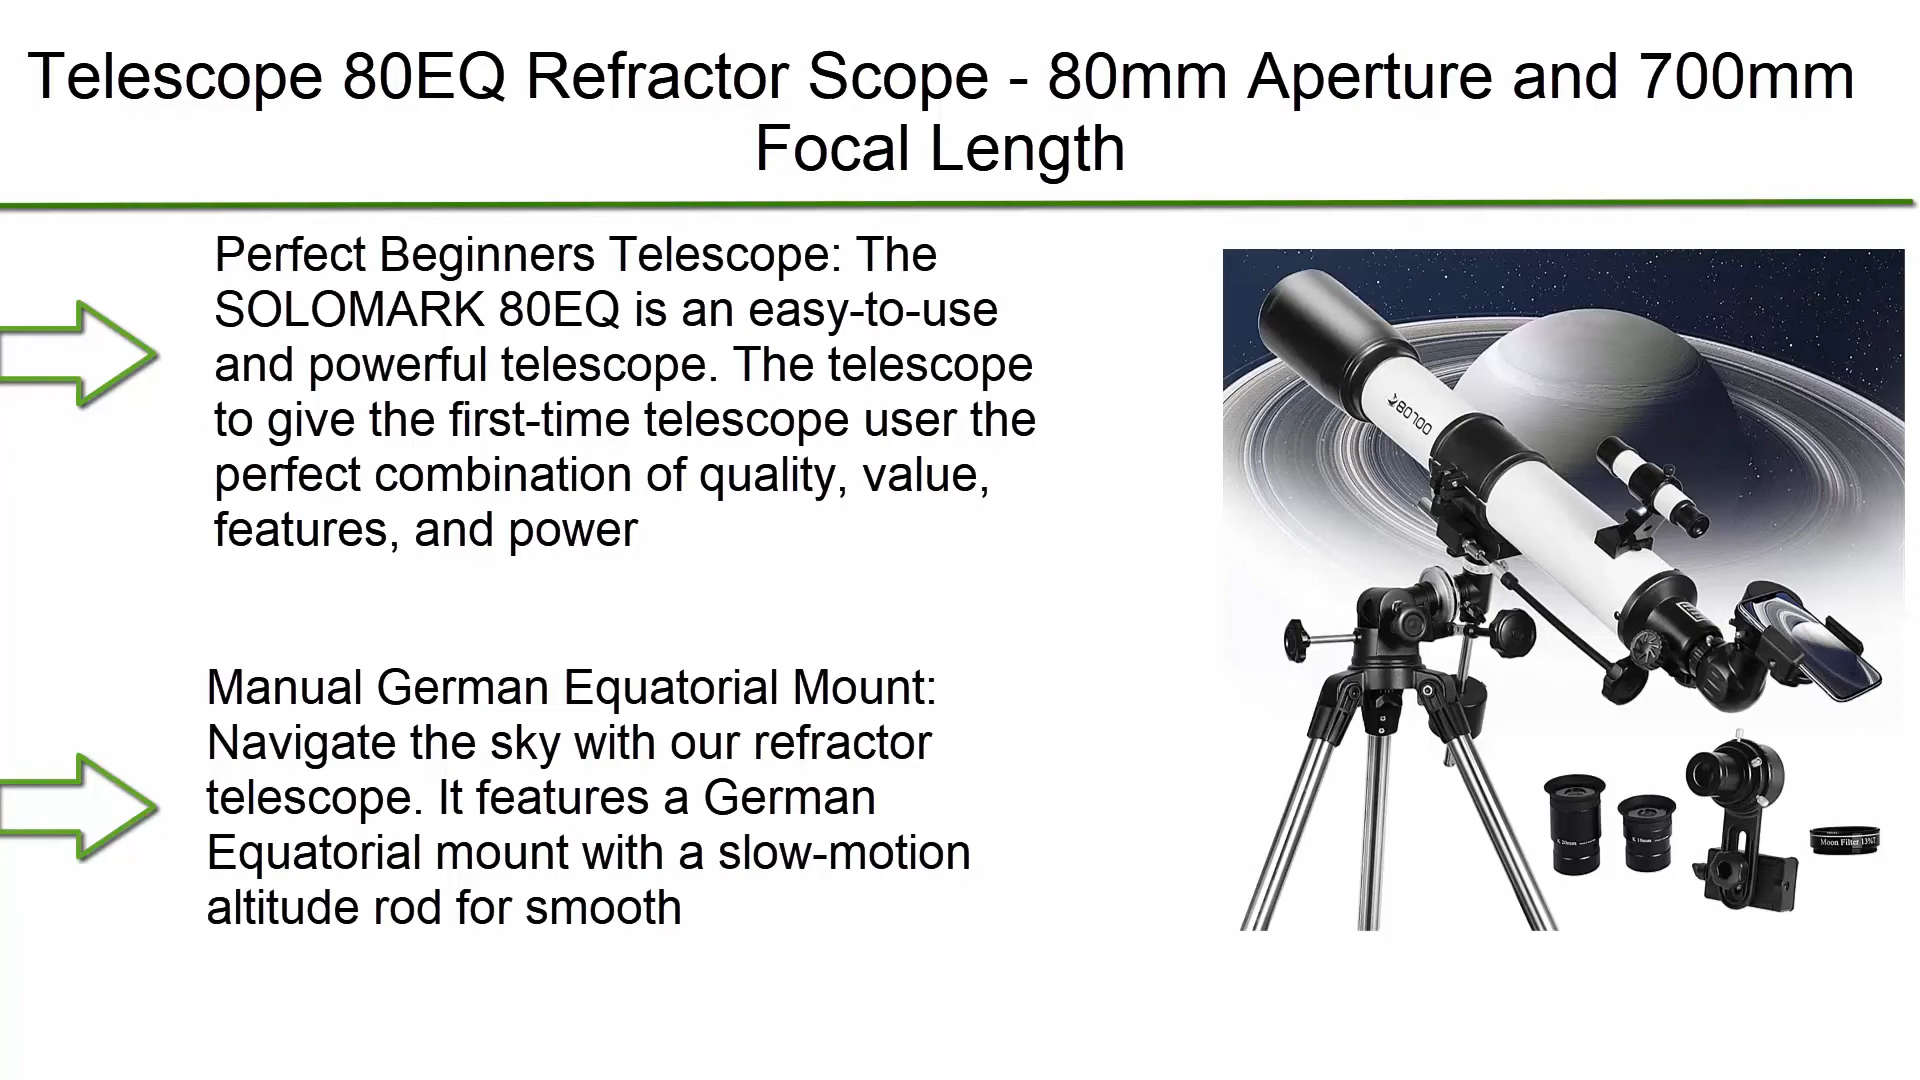 Telescope 80EQ Refractor Scope - 80mm Aperture and 700mm
Focal Length
Perfect Beginners Telescope: The
SOLOMARK 80EQ is an easy-to-use
and powerful telescope. The telescope
to give the first-time telescope user the
perfect combination of quality, value,
features, and power
Manual German Equatorial Mount:
Navigate the sky with our refractor
telescope. It features a German
Equatorial mount with a slow-motion
altitude rod for smooth
K 20mm
K 10mm
Moon Filter 13%T